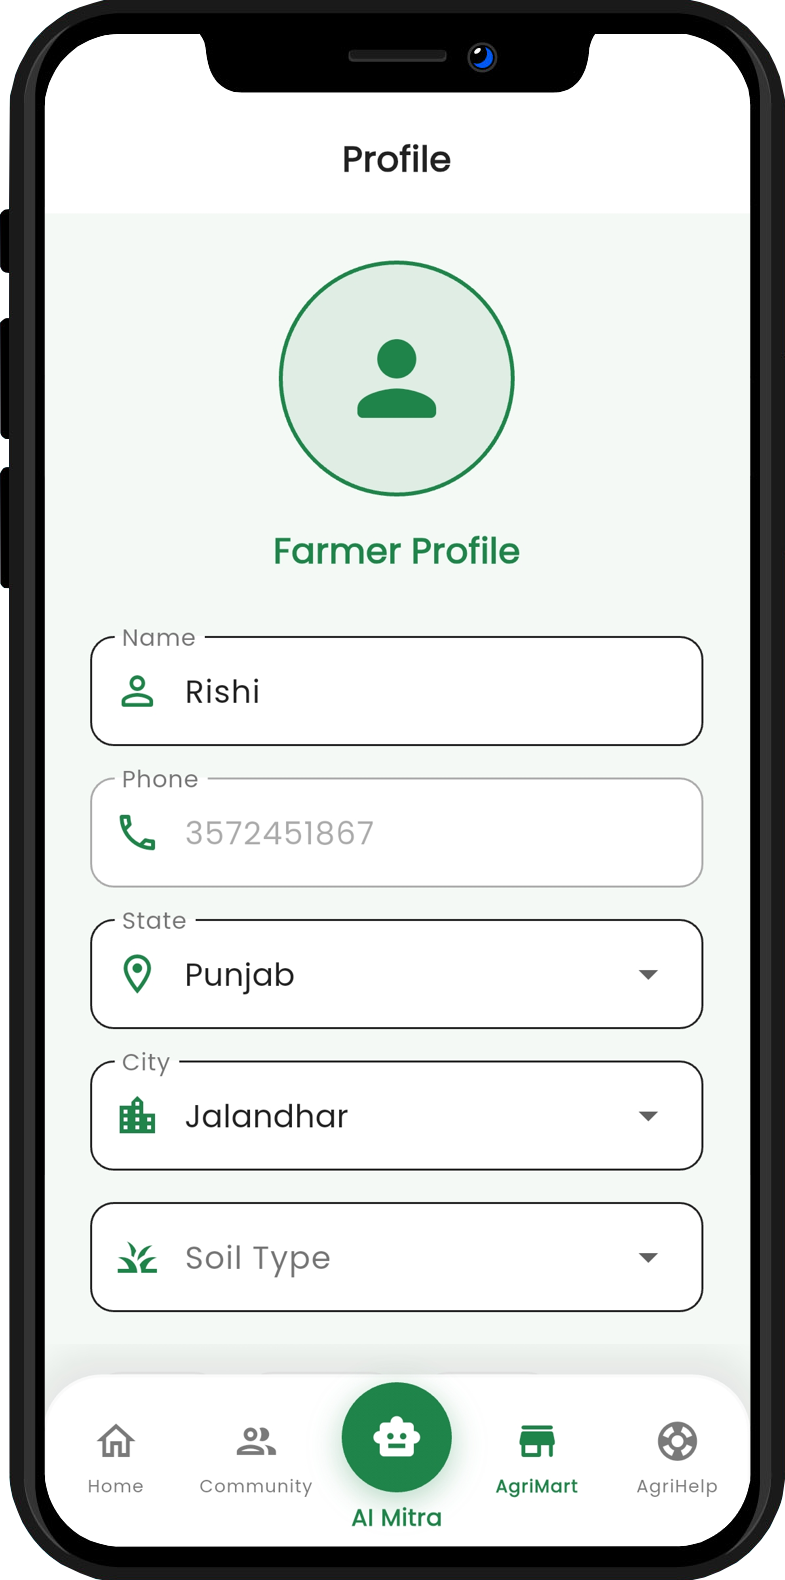 Profile
Farmer Profile
Name
Rishi
Phone
3572451867
State
Punjab
City
Jalandhar
Soil Type
Home
Community
AI Mitra
AgriMart
AgriHelp